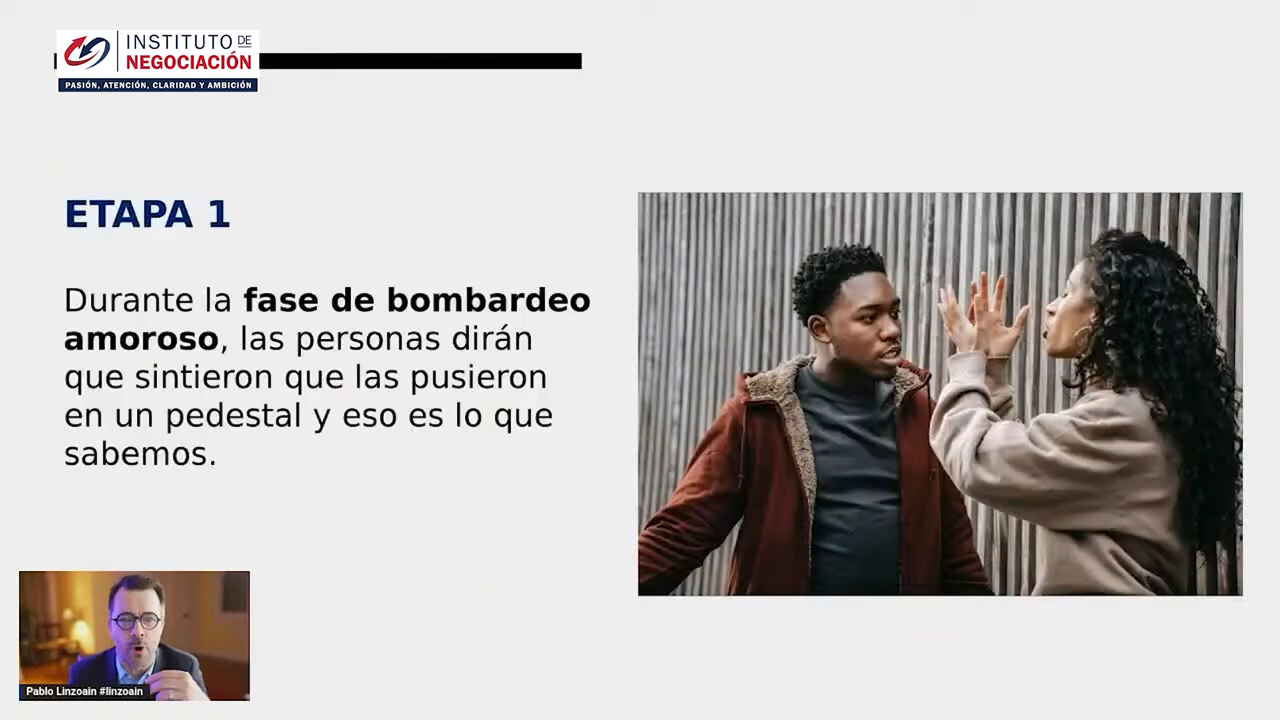 INSTITUTO DE
NEGOCIACIÓN
PASIÓN, ATENCIÓN, CLARIDAD Y AMBICIÓN
ETAPA 1
Durante la fase de bombardeo
amoroso, las personas dirán
que sintieron que las pusieron
en un pedestal y eso es lo que
sabemos.
Pablo Linzoain #linzoain